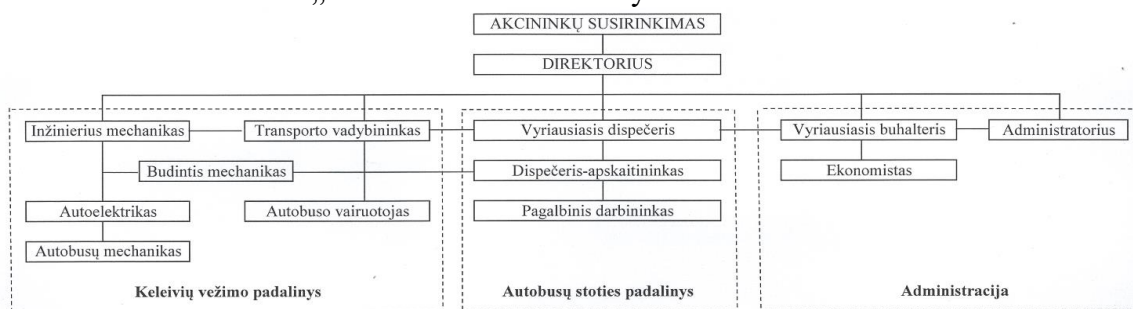 AKCININKŲ SUSIRINKIMAS
DIREKTORIUS
Inžinierius mechanikas
Transporto vadybininkas
Vyriausiasis dispečeris
Vyriausiasis buhalteris
Administratorius
Budintis mechanikas
Dispečeris-apskaitininkas
Ekonomistas
Autoelektrikas
Autobuso vairuotojas
Pagalbinis darbininkas
Autobusų mechanikas
Keleivių vežimo padalinys
Autobusų stoties padalinys
Administracija